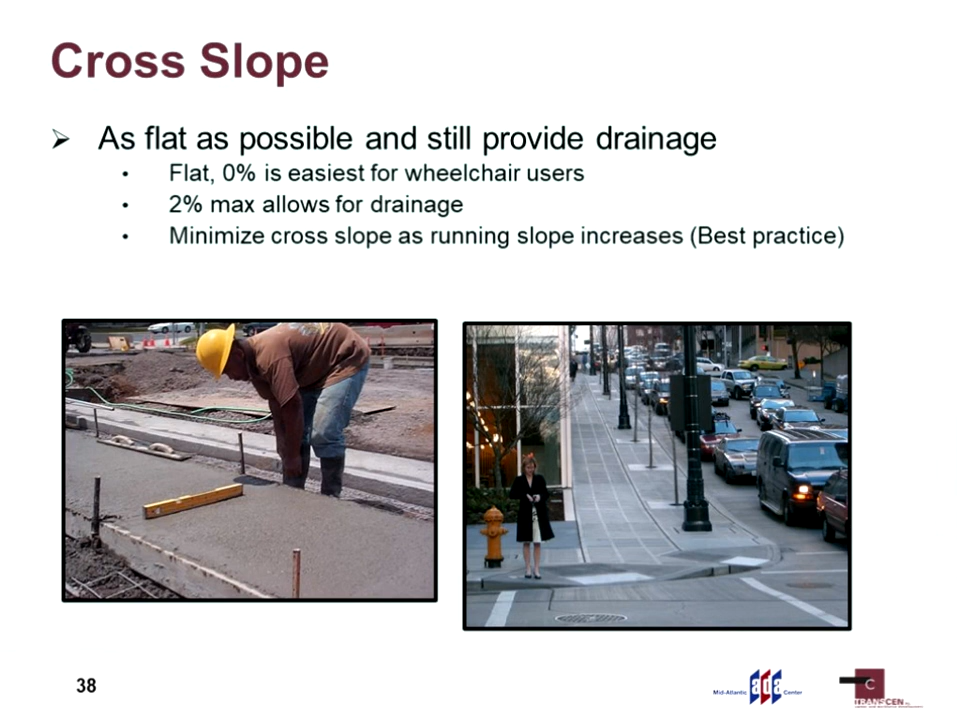 Cross Slope
As flat as possible and still provide drainage
Flat, 0% is easiest for wheelchair users
2% max allows for drainage
Minimize cross slope as running slope increases (Best practice)
38
Mid-Atlantic ada Center
C
TRANSCEN